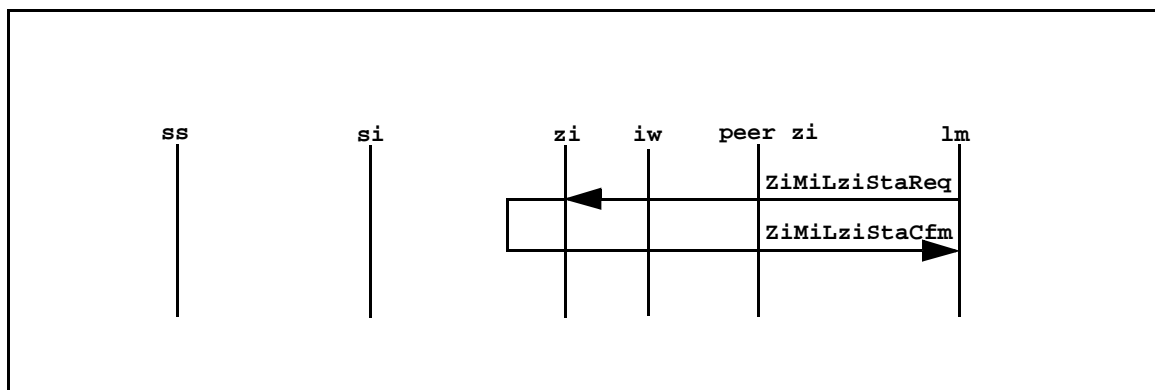 ss si zi iw peer zi lm
ZiMiLziStaReq
ZiMiLziStaCfm